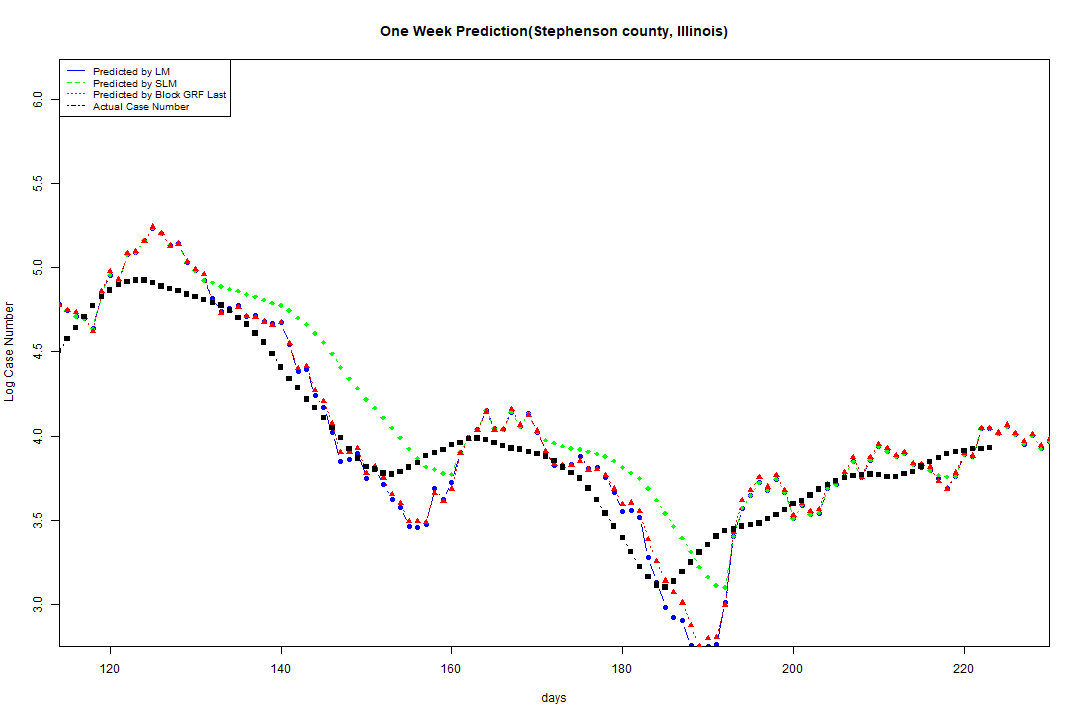 One Week Prediction(Stephenson county, Illinois)
Predicted by LM
Predicted by SLM
Predicted by Block GRF Last
Actual Case Number
6.0
5.5
5.0
4.5
4.0
3.5
3.0
Log Case Number
120 140 160 180 200 220
days